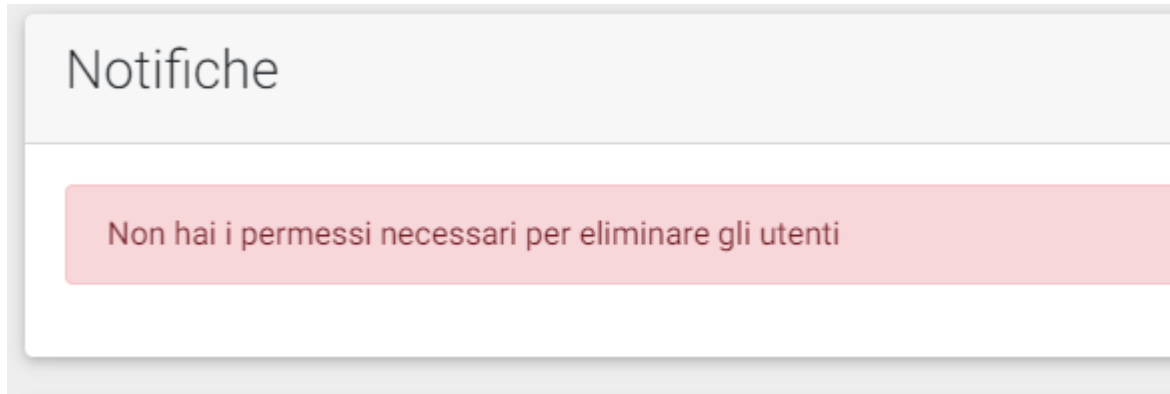 Notifiche
Non hai i permessi necessari per eliminare gli utenti